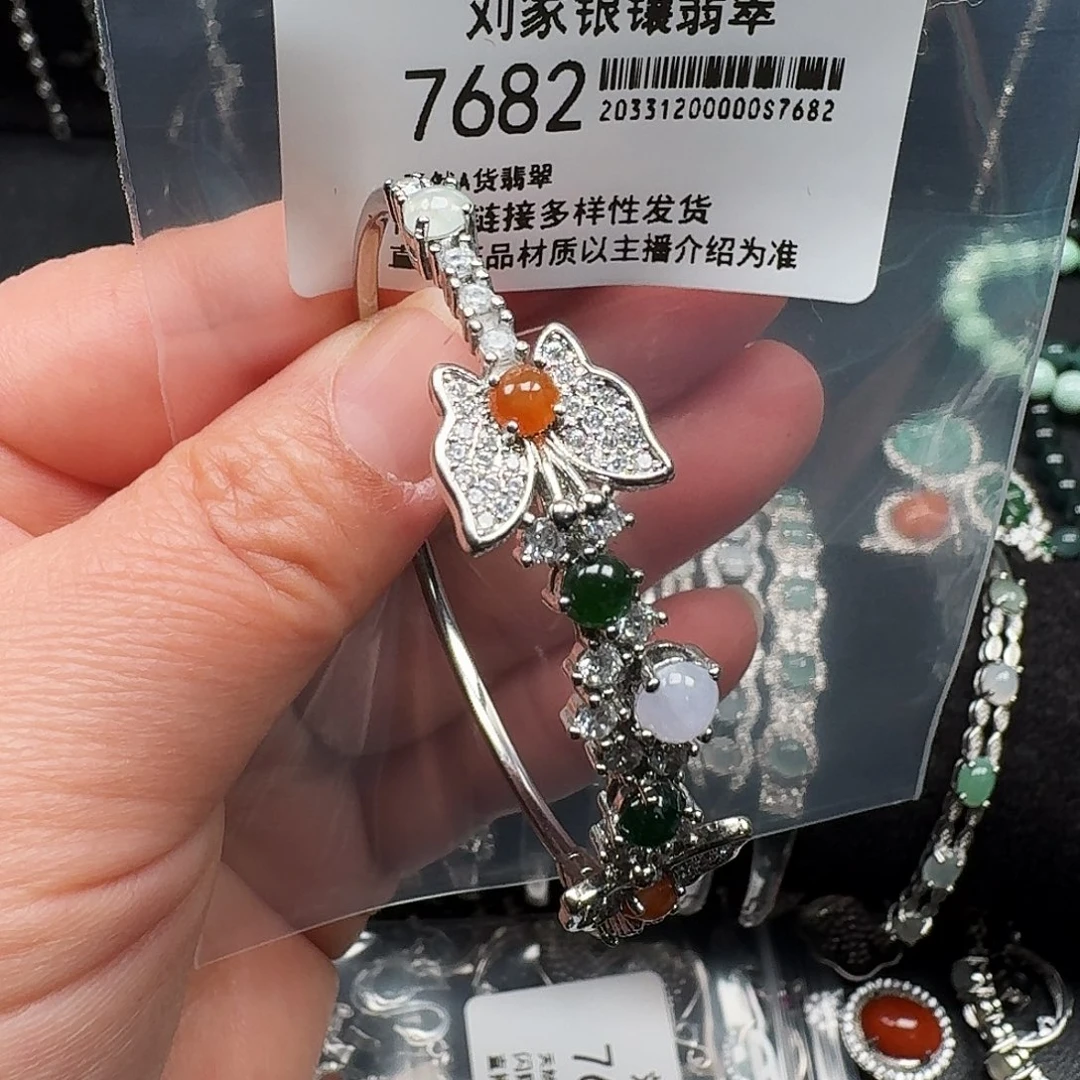 刘家银镶翡翠
7682
20331200000S7682
然A货翡翠
链接多样性发货
直 品材质以主播介绍为准